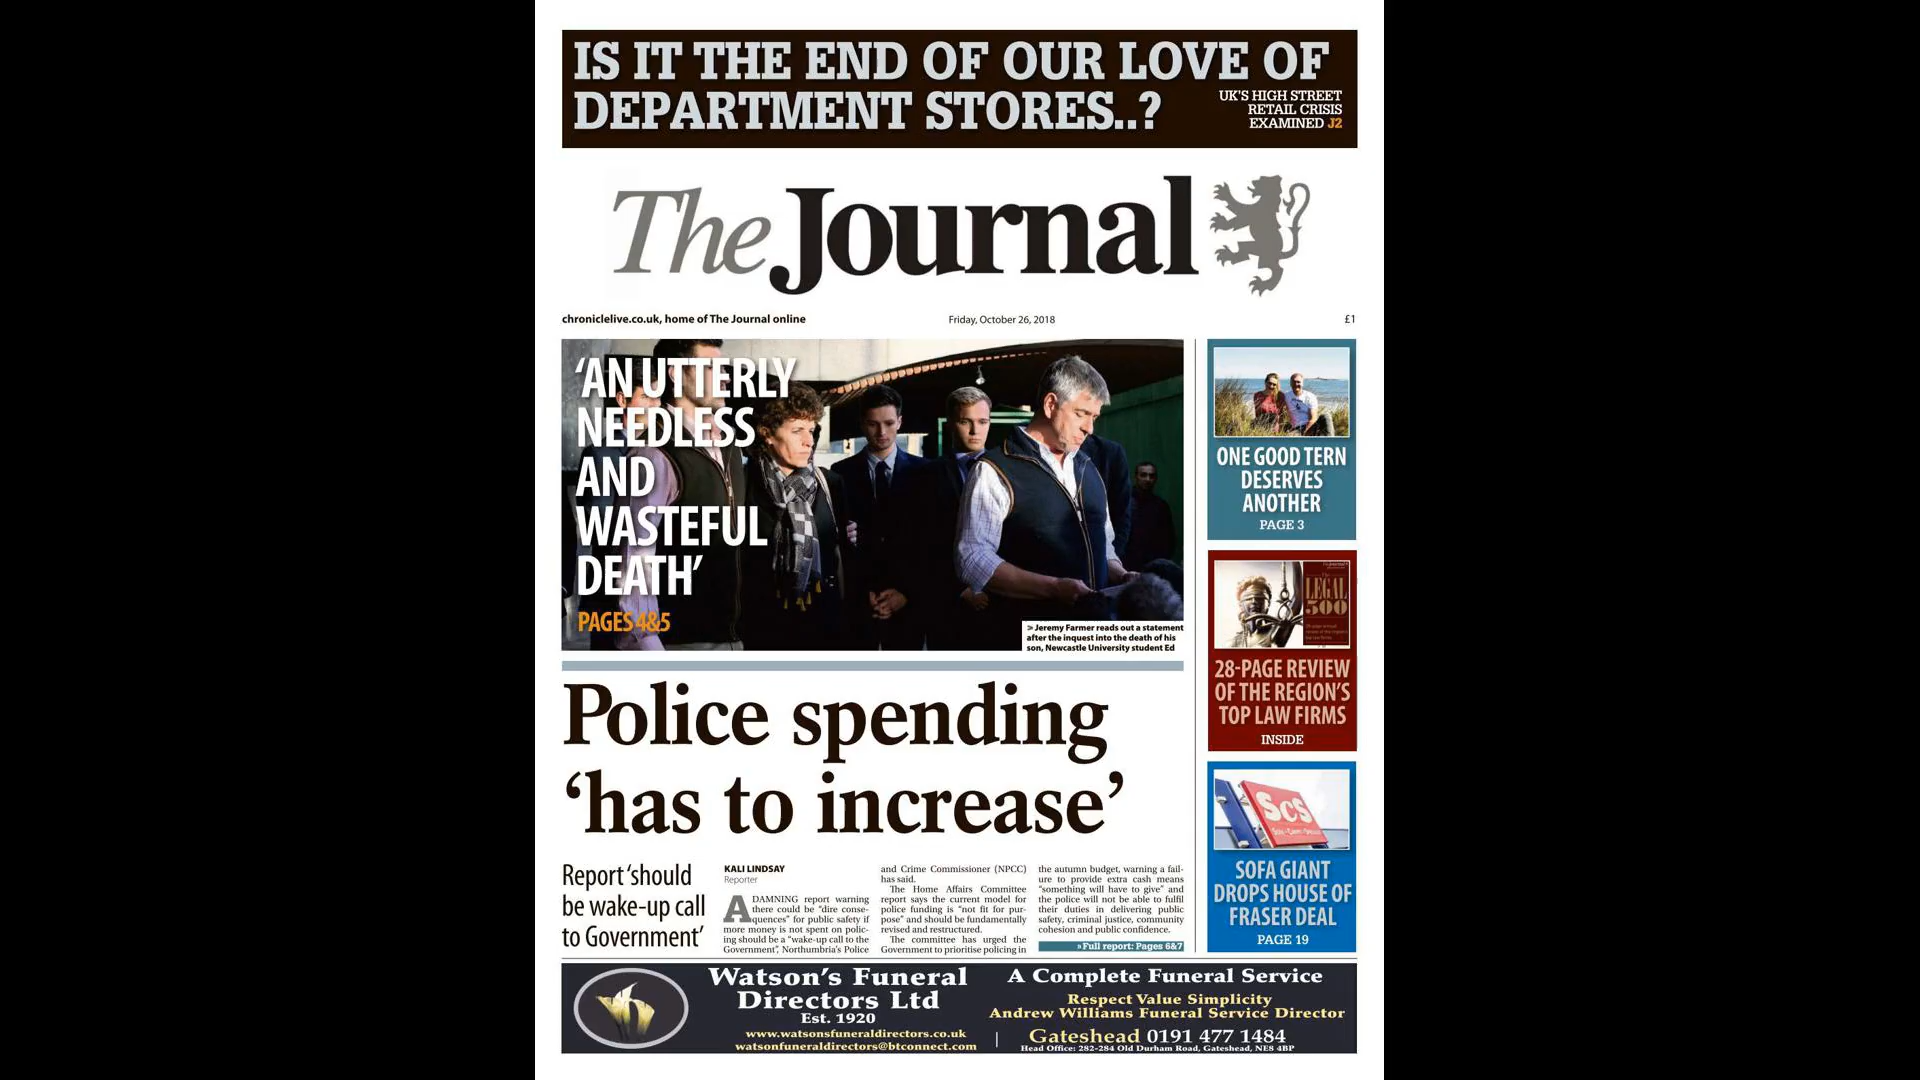 IS IT THE END OF OUR LOVE OF
DEPARTMENT STORES..?
UK'S HIGH STREET
RETAIL CRISIS
EXAMINED J2
The Journal
chroniclelive.co.uk, home of The Journal online
Friday, October 26, 2018
£1
'AN UTTERLY
NEEDLESS
AND
WASTEFUL
DEATH'
PAGES 4&5
> Jeremy Farmer reads out a statement
after the inquest into the death of his
son, Newcastle University student Ed
Police spending
'has to increase'
Report 'should
be wake-up call
to Government'
KALI LINDSAY
Reporter
A DAMNING report warning
there could be "dire conse-
quences" for public safety if
more money is not spent on polic-
ing should be a "wake-up call to the
Government", Northumbria's Police
and Crime Commissioner (NPCC)
has said.
The Home Affairs Committee
report says the current model for
police funding is "not fit for pur-
pose" and should be fundamentally
revised and restructured.
The committee has urged the
Government to prioritise policing in
the autumn budget, warning a fail-
ure to provide extra cash means
"something will have to give" and
the police will not be able to fulfil
their duties in delivering public
safety, criminal justice, community
cohesion and public confidence.
» Full report: Pages 6&7
ONE GOOD TERN
DESERVES
ANOTHER
PAGE 3
The
LEGAL
500
28-PAGE REVIEW
OF THE REGION'S
TOP LAW FIRMS
INSIDE
ScS
SOFA GIANT
DROPS HOUSE OF
FRASER DEAL
PAGE 19
Watson's Funeral
Directors Ltd
Est. 1920
www.watsonsfuneraldirectors.co.uk
watsonfuneraldirectors@btconnect.com
A Complete Funeral Service
Respect Value Simplicity
Andrew Williams Funeral Service Director
Gateshead 0191 477 1484
Head Office: 282-284 Old Durham Road, Gateshead, NE8 4BP